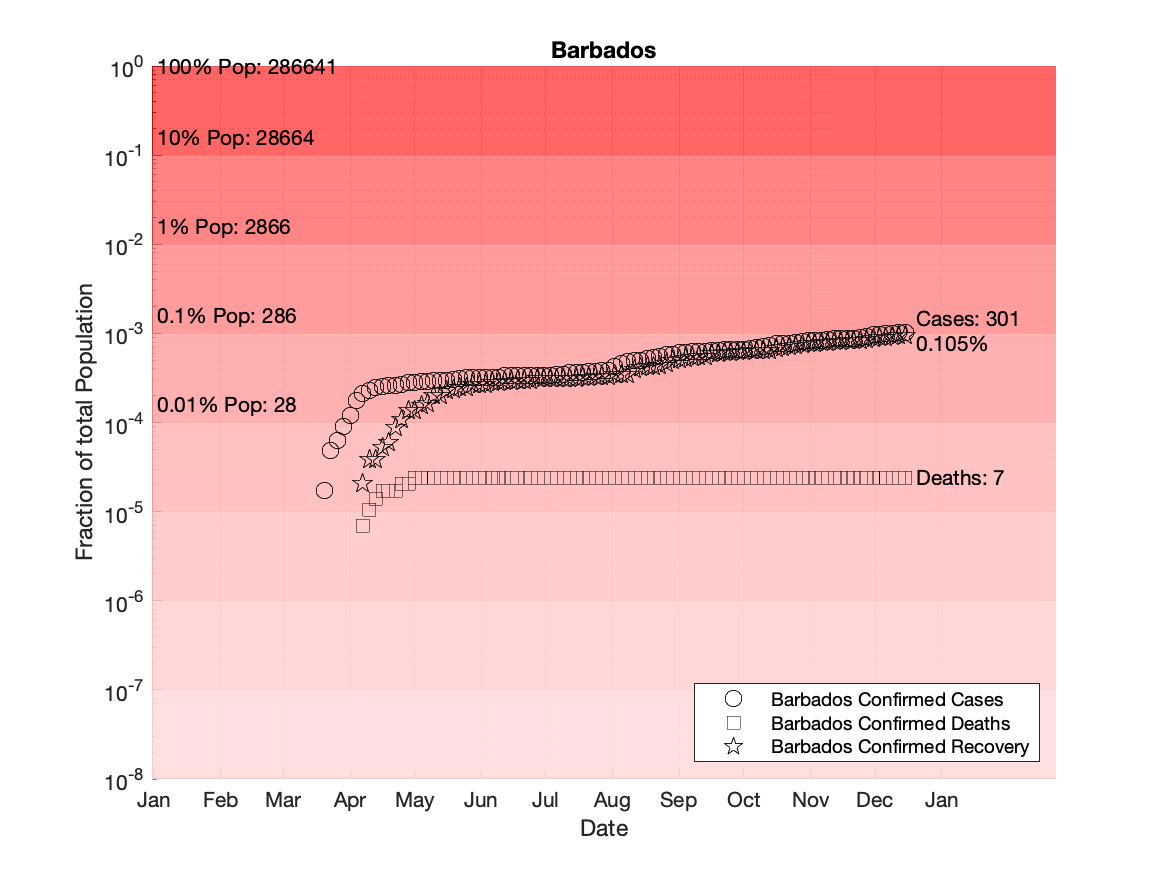 Barbados
10^0
100% Pop: 286641
10% Pop: 28664
10^-1
1% Pop: 2866
10^-2
0.1% Pop: 286
10^-3
Cases: 301
0.105%
0.01% Pop: 28
10^-4
Deaths: 7
10^-5
10^-6
10^-7
10^-8
Fraction of total Population
Barbados Confirmed Cases
Barbados Confirmed Deaths
Barbados Confirmed Recovery
Jan Feb Mar Apr May Jun Jul Aug Sep Oct Nov Dec Jan
Date